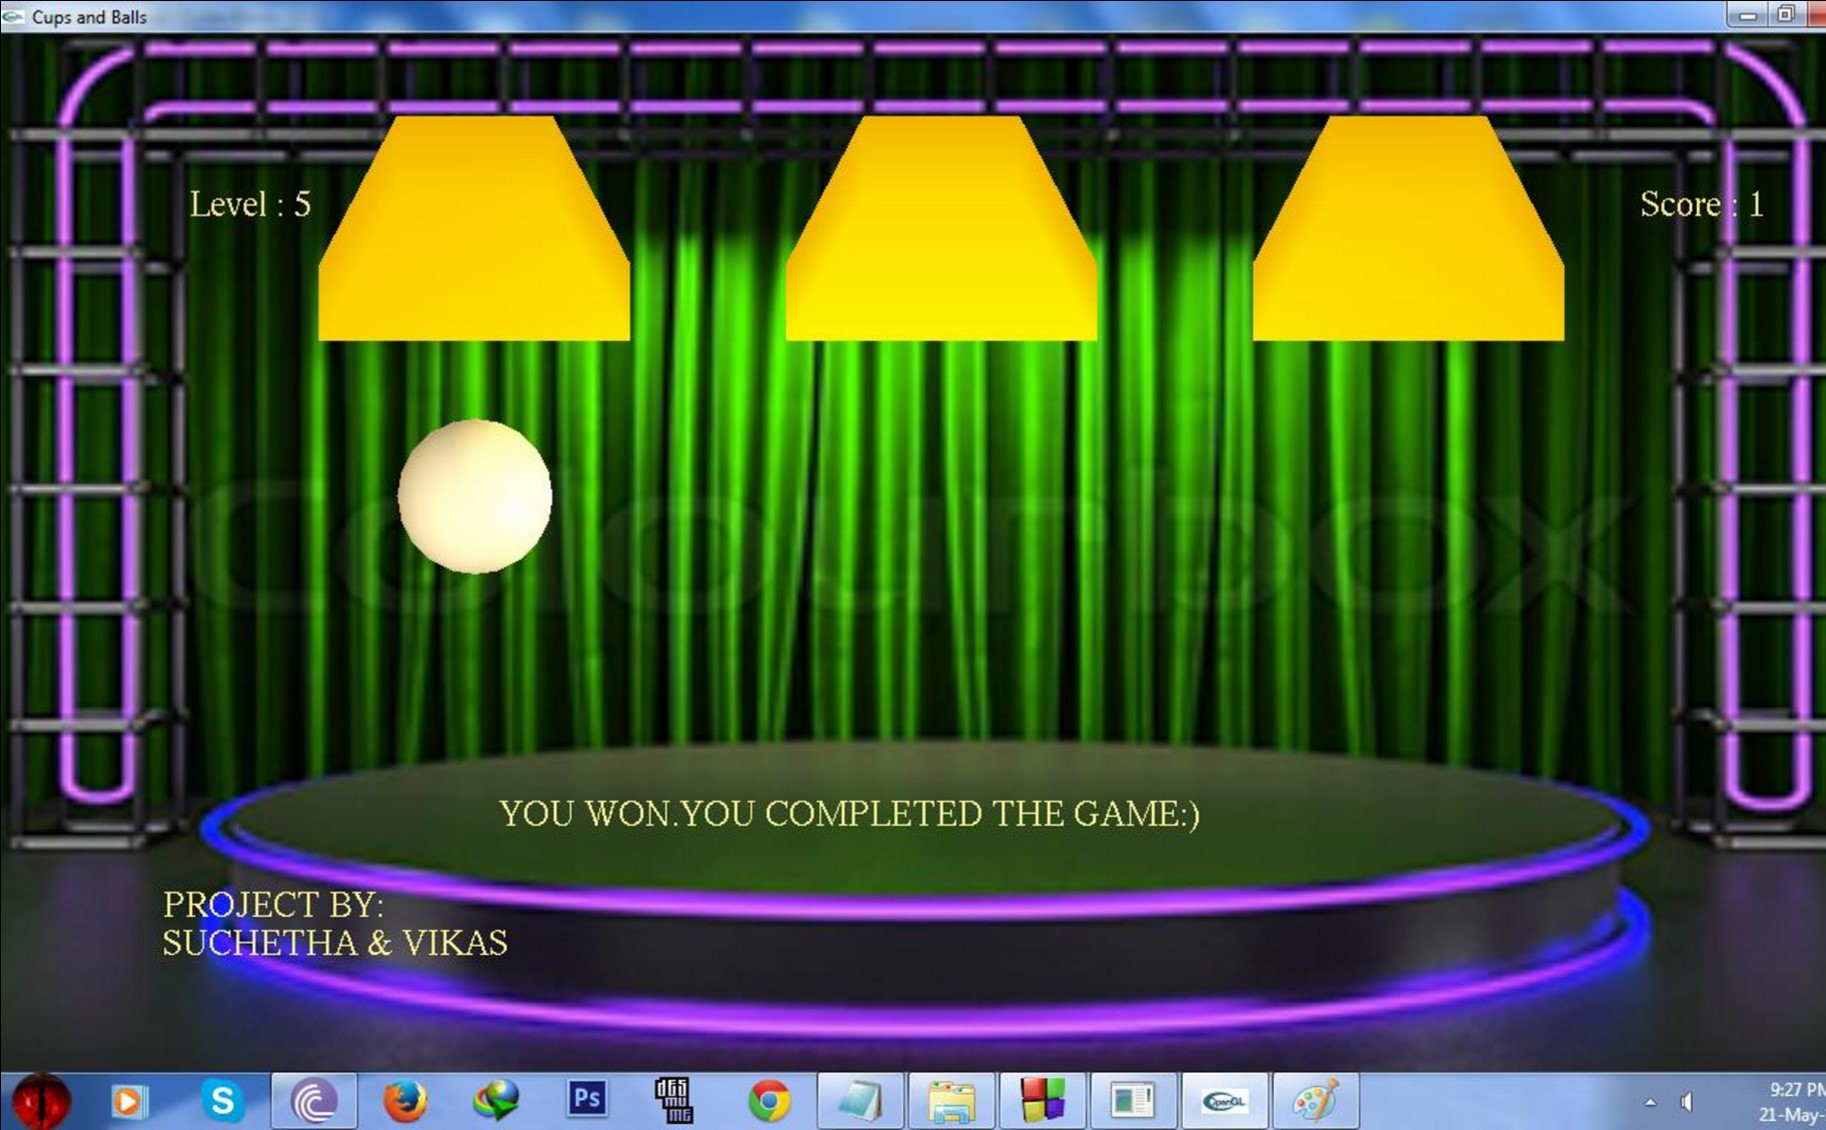 Cups and Balls
Level : 5
Score : 1
colourbox
YOU WON.YOU COMPLETED THE GAME:)
PROJECT BY:
SUCHETHA & VIKAS
S
Ps
OpenGL
9:27 PM
21-May-